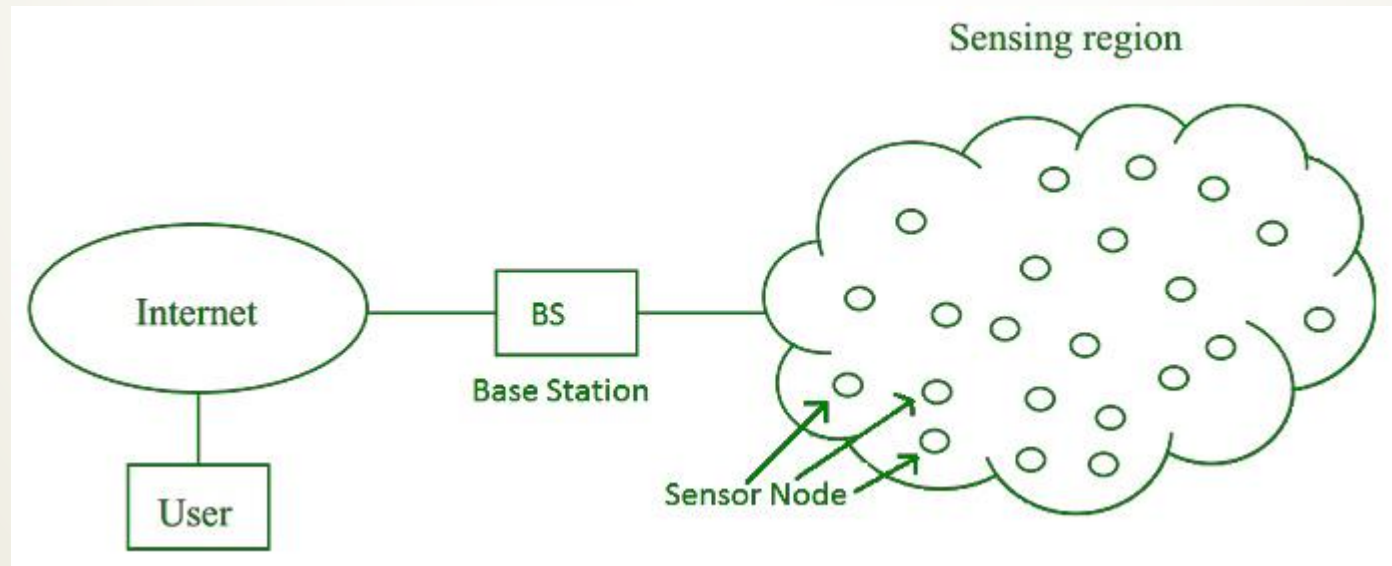 Sensing region
Internet
BS
Base Station
Sensor Node
User